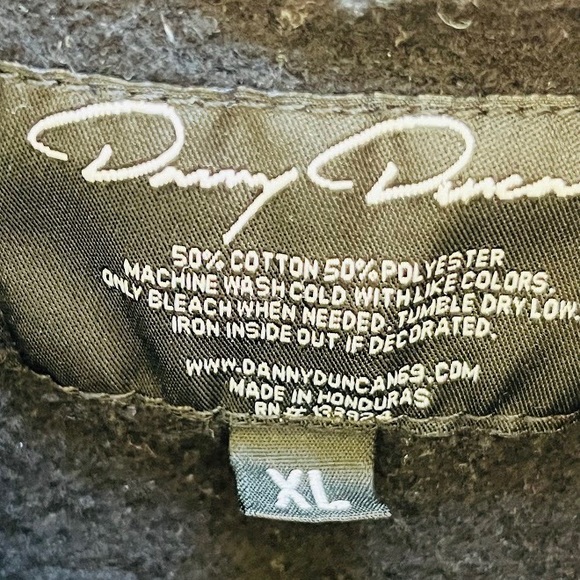 Danny Duncan
50% COTTON 50% POLYESTER
MACHINE WASH COLD WITH LIKE COLORS.
ONLY BLEACH WHEN NEEDED. TUMBLE DRY LOW.
IRON INSIDE OUT IF DECORATED.
WWW.DANNYDUNCAN69.COM
MADE IN HONDURAS
RN #
XL